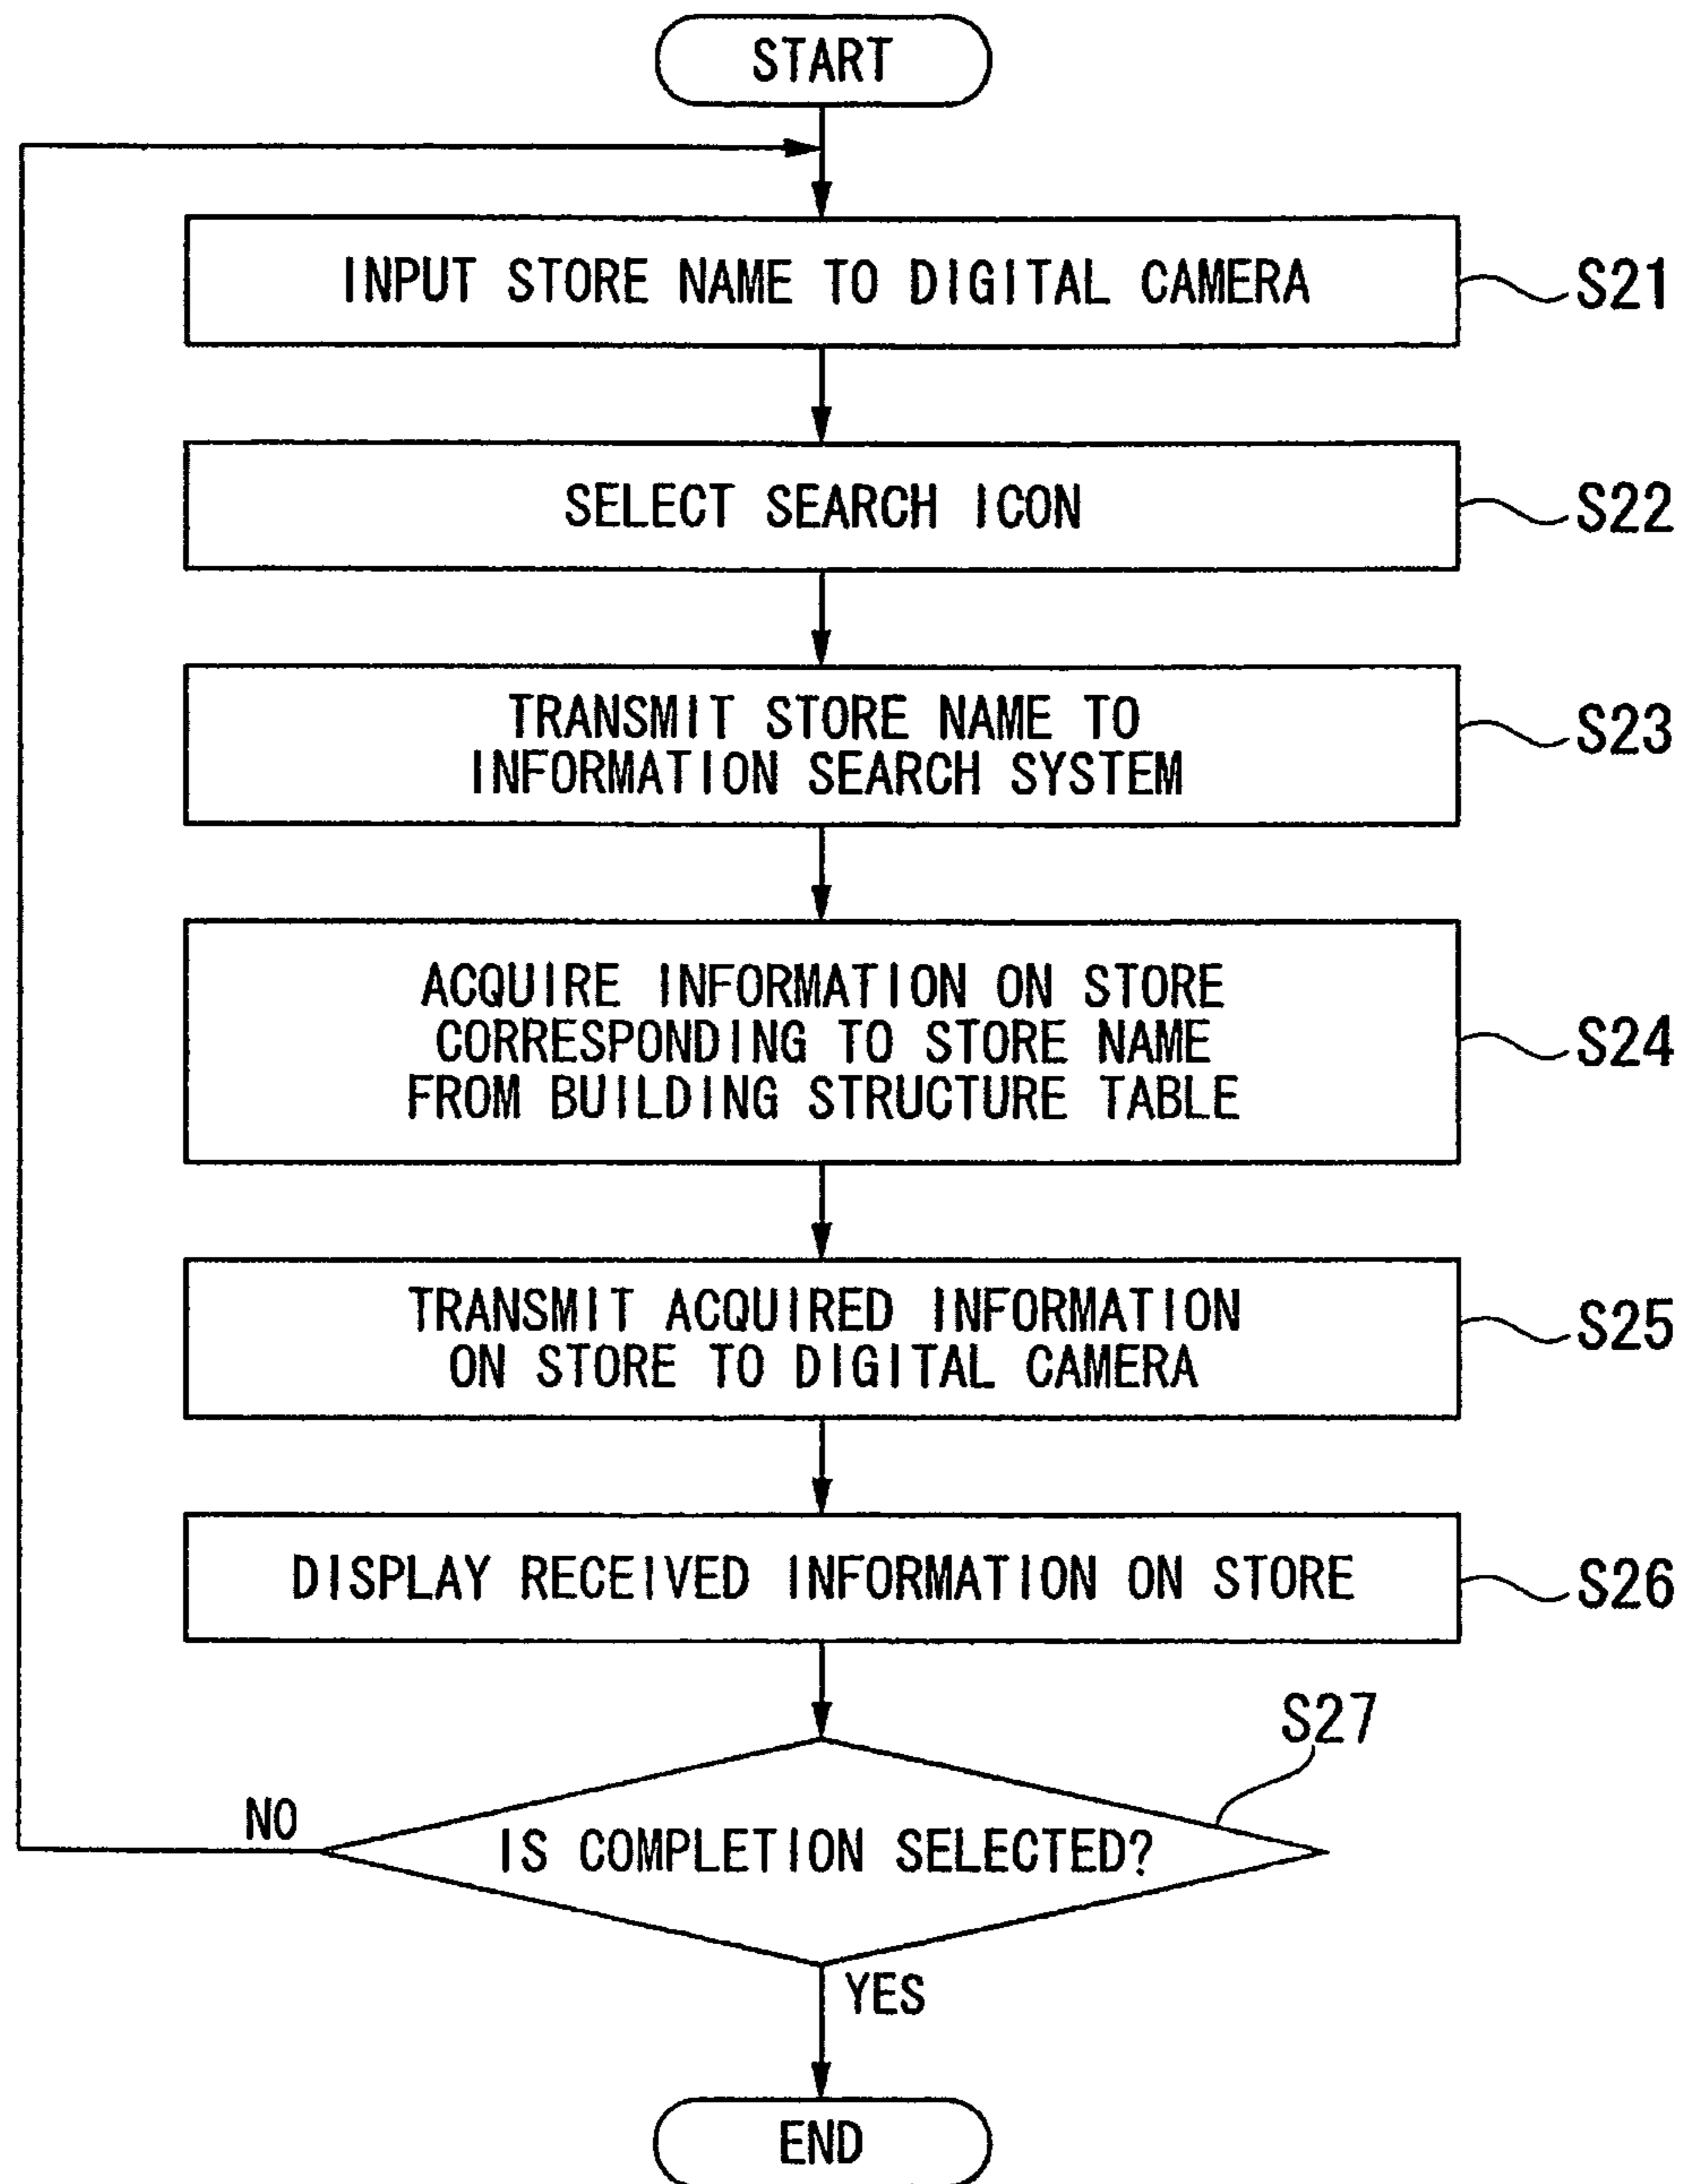 START
INPUT STORE NAME TO DIGITAL CAMERA
S21
SELECT SEARCH ICON
S22
TRANSMIT STORE NAME TO
INFORMATION SEARCH SYSTEM
S23
ACQUIRE INFORMATION ON STORE
CORRESPONDING TO STORE NAME
FROM BUILDING STRUCTURE TABLE
S24
TRANSMIT ACQUIRED INFORMATION
ON STORE TO DIGITAL CAMERA
S25
DISPLAY RECEIVED INFORMATION ON STORE
S26
S27
NO
IS COMPLETION SELECTED?
YES
END